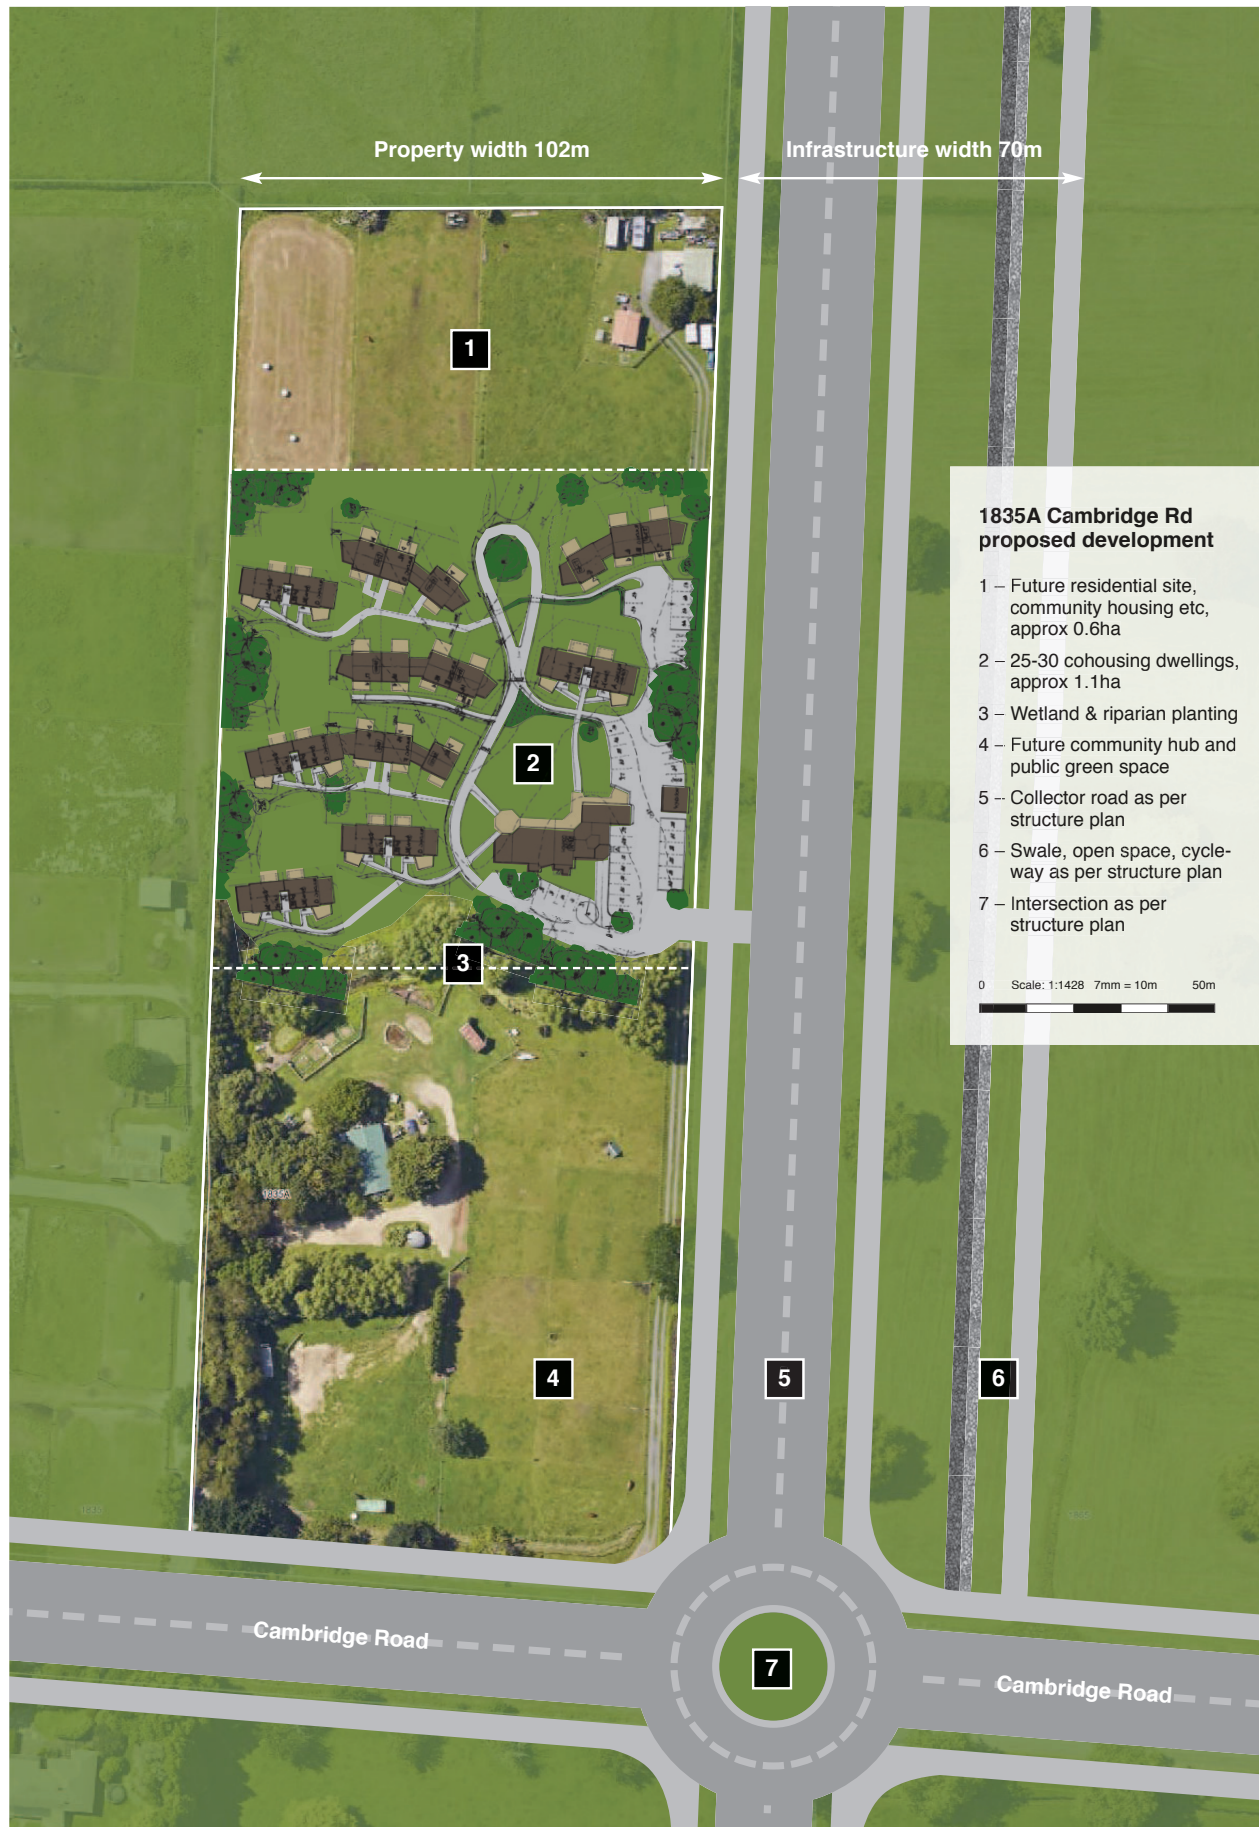 Property width 102m
Infrastructure width 70m
1
1835A Cambridge Rd
proposed development
1 – Future residential site,
community housing etc,
approx 0.6ha
2 – 25-30 cohousing dwellings,
approx 1.1ha
3 – Wetland & riparian planting
4 – Future community hub and
public green space
5 – Collector road as per
structure plan
6 – Swale, open space, cycle-
way as per structure plan
7 – Intersection as per
structure plan
0 Scale: 1:1428 7mm = 10m 50m
2
3
1835A
4
5
6
Cambridge Road
7
Cambridge Road